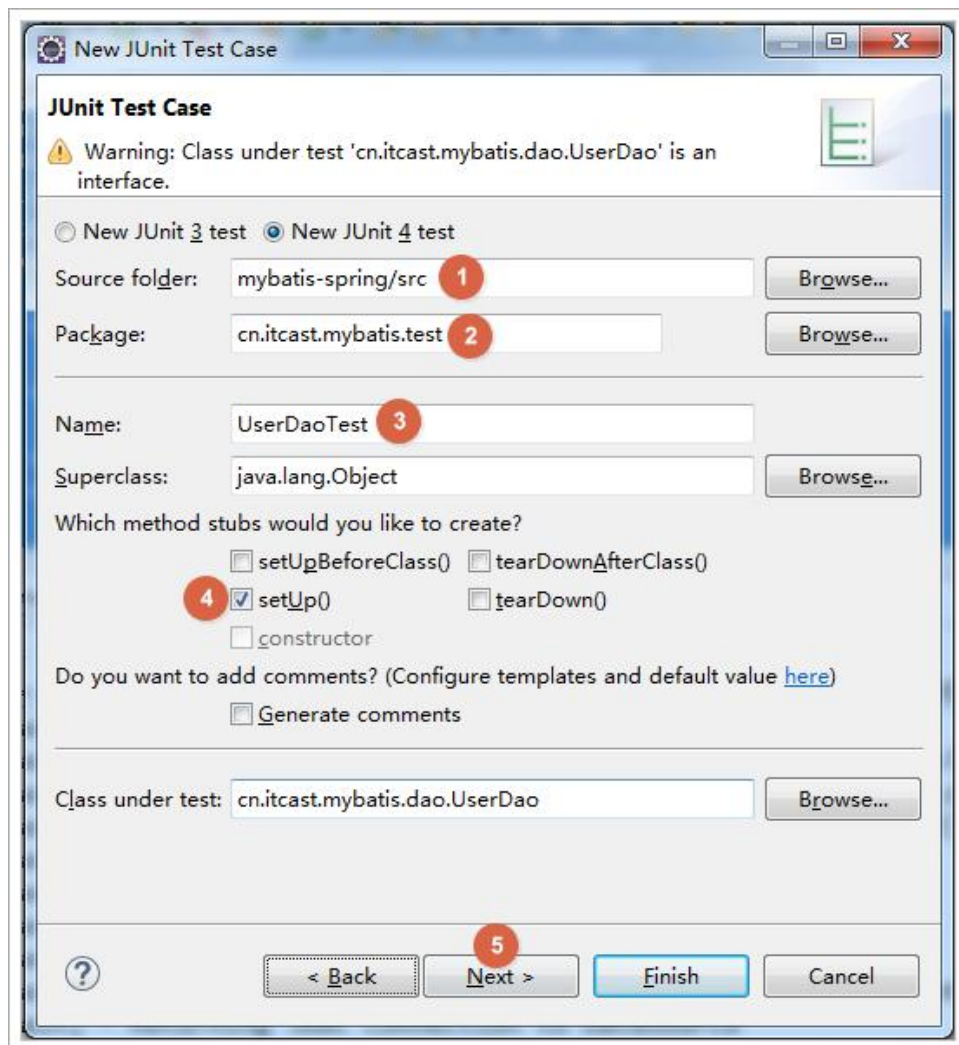 New JUnit Test Case
JUnit Test Case
Warning: Class under test 'cn.itcast.mybatis.dao.UserDao' is an
interface.
New JUnit 3 test New JUnit 4 test
Source folder: mybatis-spring/src 1 Browse...
Package: cn.itcast.mybatis.test 2 Browse...
Name: UserDaoTest 3
Superclass: java.lang.Object Browse...
Which method stubs would you like to create?
setUpBeforeClass() tearDownAfterClass()
4 setUp() tearDown()
constructor
Do you want to add comments? (Configure templates and default value here)
Generate comments
Class under test: cn.itcast.mybatis.dao.UserDao Browse...
5
? < Back Next > Finish Cancel